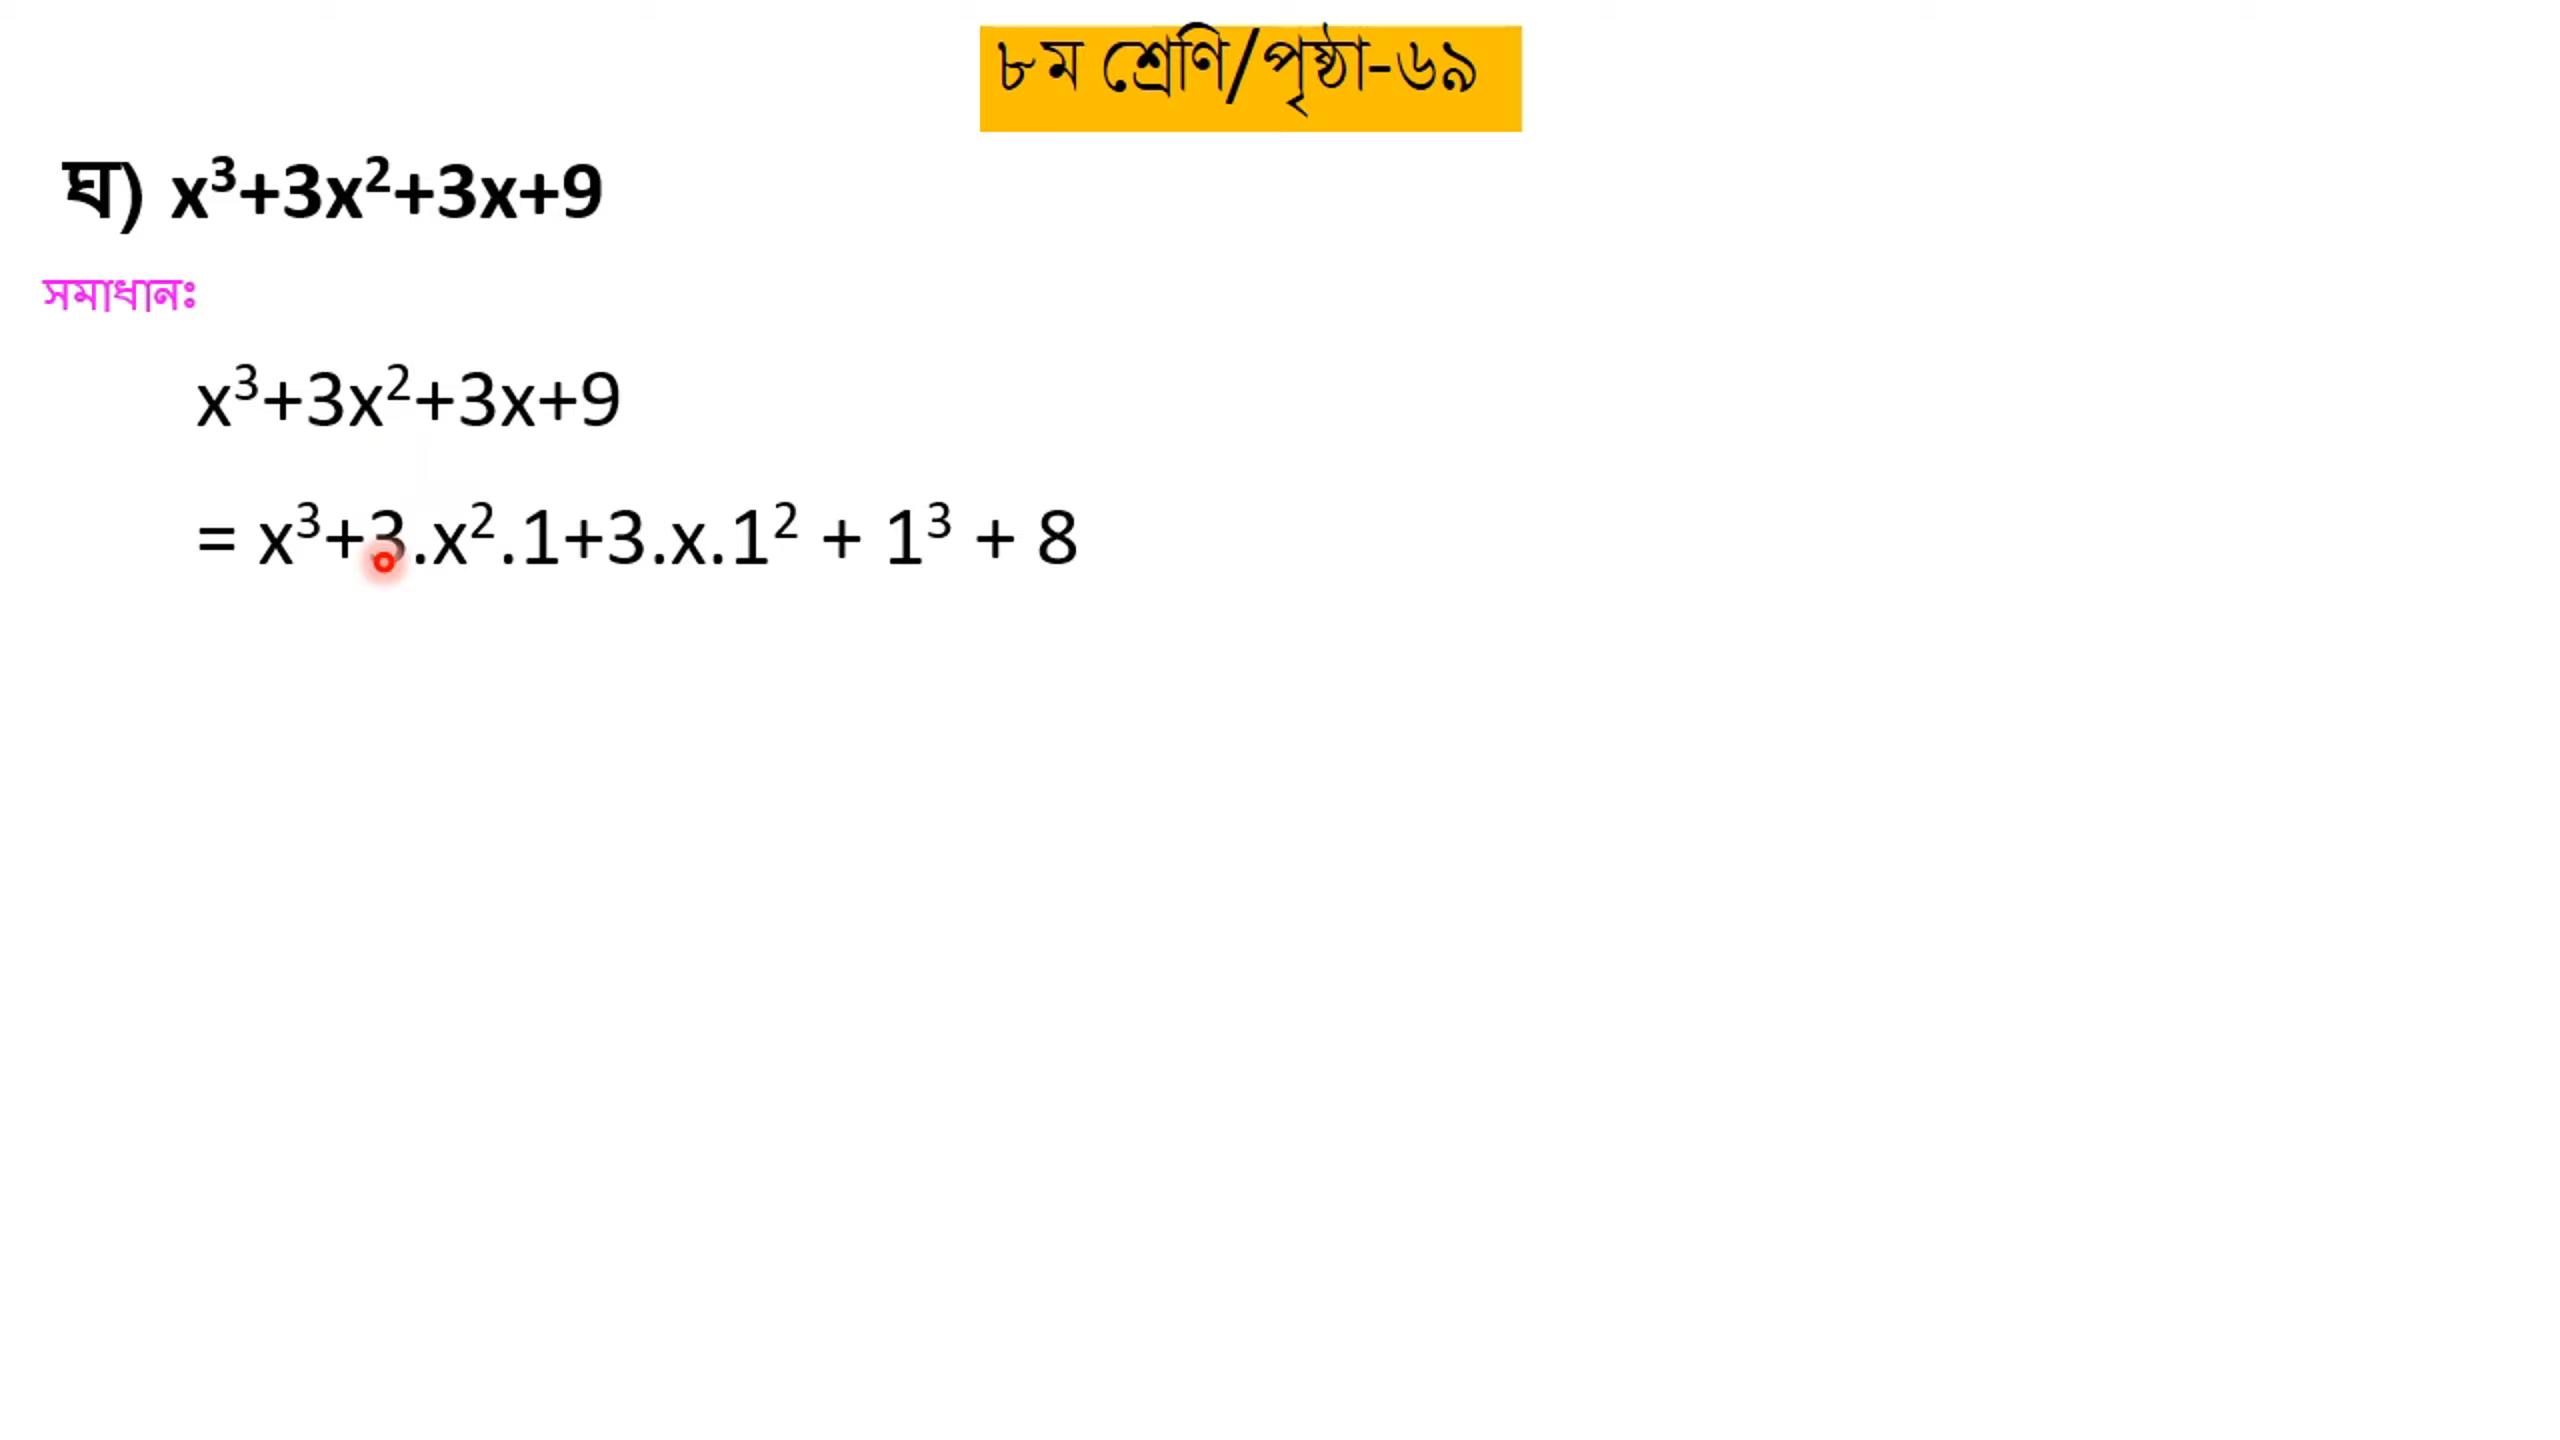 ৮ম শ্রেণি/পৃষ্ঠা-৬৯
ঘ) x³+3x²+3x+9
সমাধানঃ
x³+3x²+3x+9
= x³+3.x².1+3.x.1² + 1³ + 8